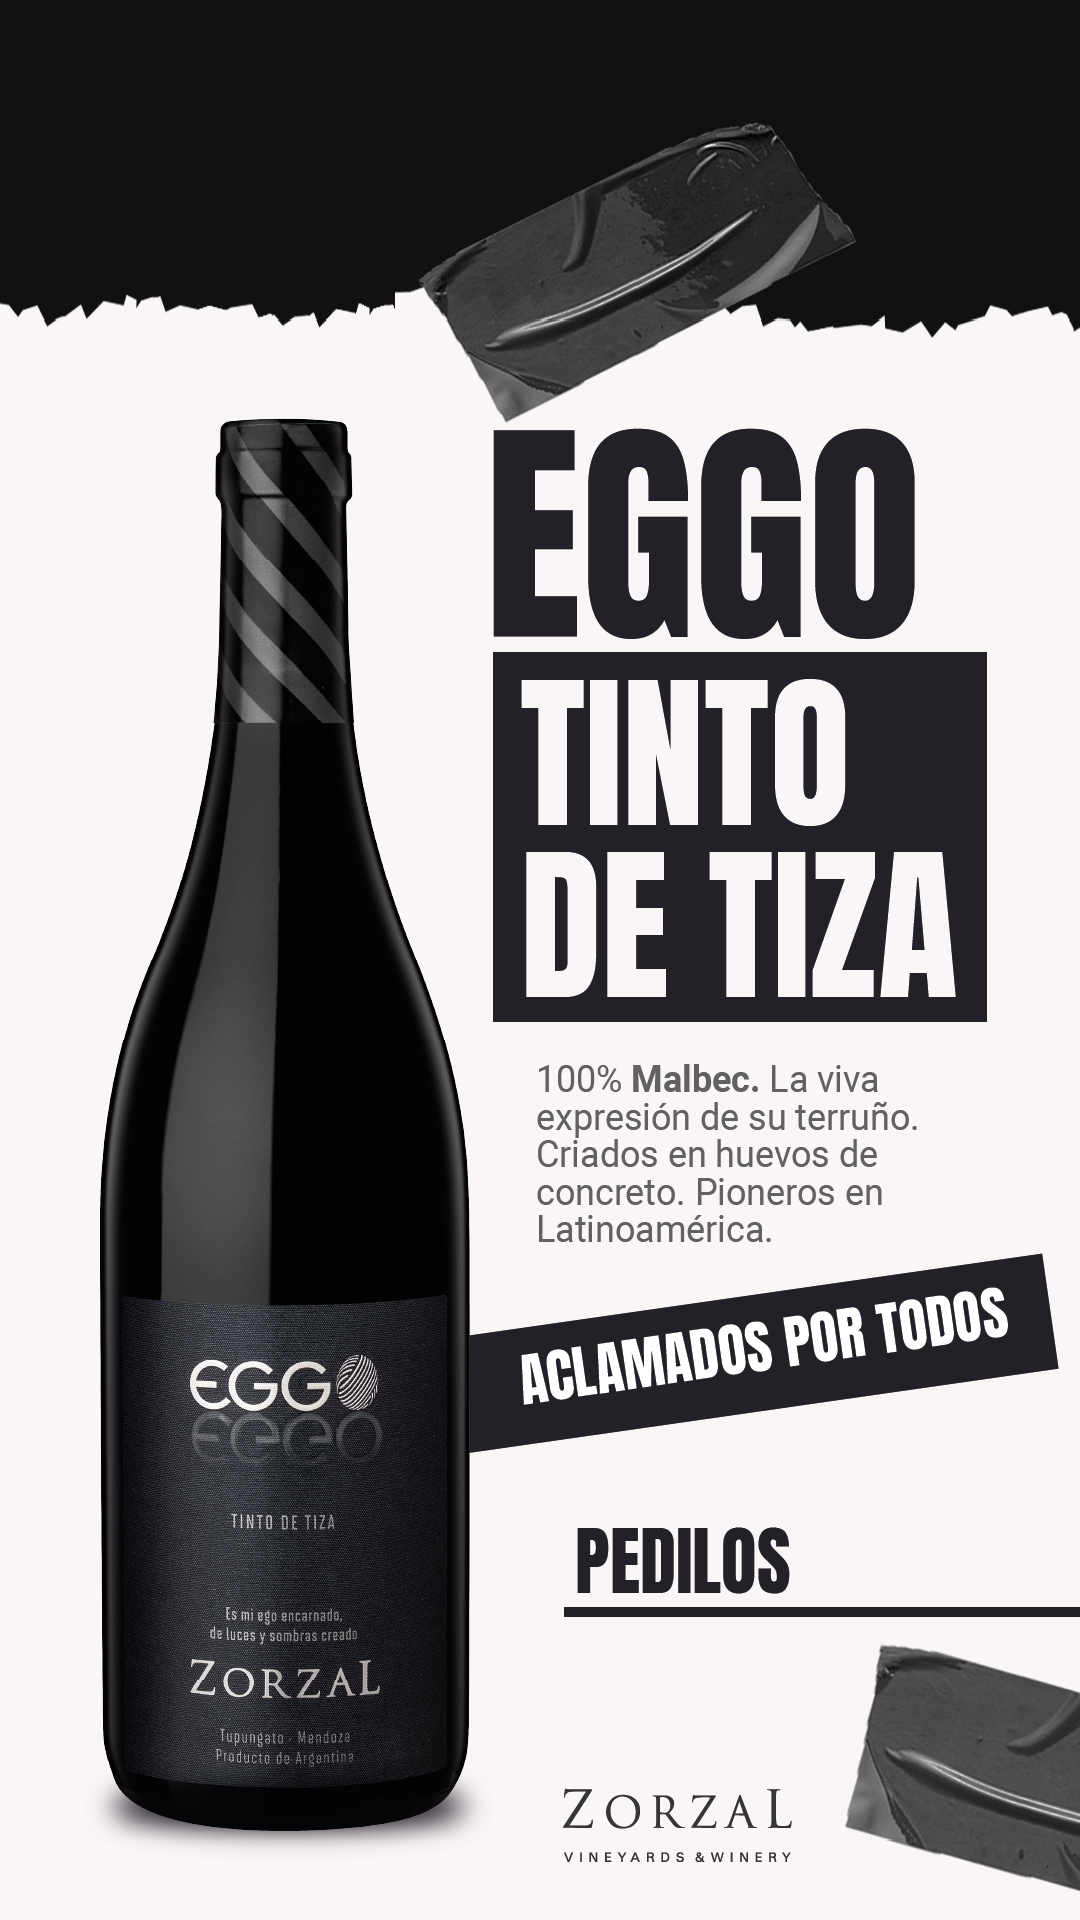 EGGO
TINTO
DE TIZA
100% Malbec. La viva
expresión de su terruño.
Criados en huevos de
concreto. Pioneros en
Latinoamérica.
ACLAMADOS POR TODOS
PEDILOS
EGGO
EGGO
TINTO DE TIZA
Es mi ego encarnado,
de luces y sombras creado
ZORZAL
Tupungato - Mendoza
Producto de Argentina
ZORZAL
VINEYARDS & WINERY